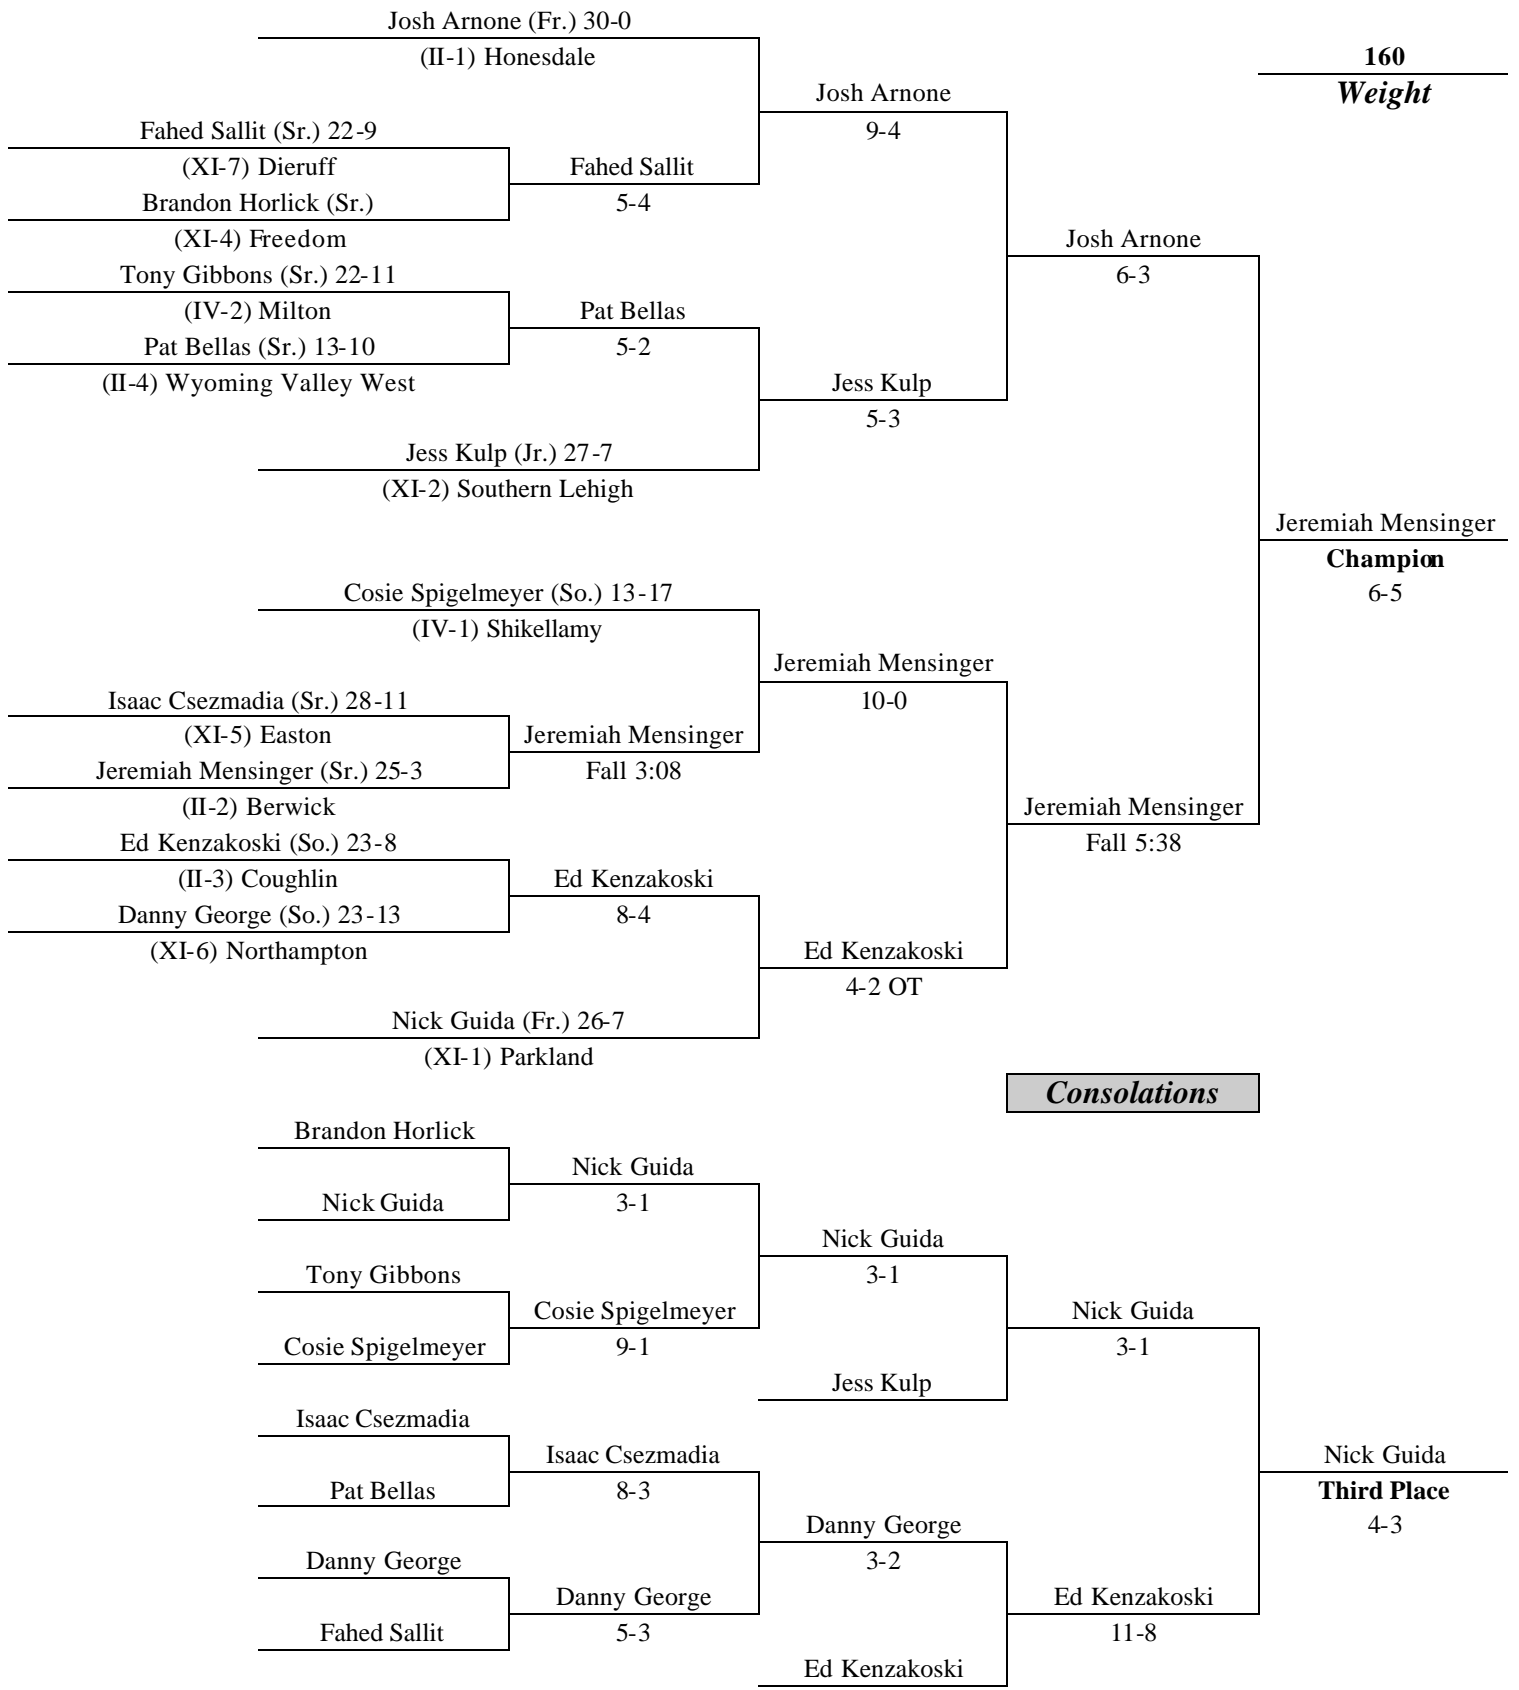 Josh Arnone (Fr.) 30-0
(II-1) Honesdale
160
Weight
Josh Arnone
9-4
Fahed Sallit (Sr.) 22-9
(XI-7) Dieruff
Fahed Sallit
Brandon Horlick (Sr.)
5-4
(XI-4) Freedom
Josh Arnone
6-3
Tony Gibbons (Sr.) 22-11
(IV-2) Milton
Pat Bellas
Pat Bellas (Sr.) 13-10
5-2
(II-4) Wyoming Valley West
Jess Kulp
5-3
Jess Kulp (Jr.) 27-7
(XI-2) Southern Lehigh
Jeremiah Mensinger
Champion
6-5
Cosie Spigelmeyer (So.) 13-17
(IV-1) Shikellamy
Jeremiah Mensinger
10-0
Isaac Csezmadia (Sr.) 28-11
(XI-5) Easton
Jeremiah Mensinger
Jeremiah Mensinger (Sr.) 25-3
Fall 3:08
(II-2) Berwick
Jeremiah Mensinger
Fall 5:38
Ed Kenzakoski (So.) 23-8
(II-3) Coughlin
Ed Kenzakoski
Danny George (So.) 23-13
8-4
(XI-6) Northampton
Ed Kenzakoski
4-2 OT
Nick Guida (Fr.) 26-7
(XI-1) Parkland
Consolations
Brandon Horlick
Nick Guida
Nick Guida
3-1
Nick Guida
3-1
Tony Gibbons
Cosie Spigelmeyer
Cosie Spigelmeyer
9-1
Nick Guida
3-1
Jess Kulp
Isaac Csezmadia
Isaac Csezmadia
Pat Bellas
8-3
Nick Guida
Third Place
4-3
Danny George
3-2
Danny George
Danny George
Fahed Sallit
5-3
Ed Kenzakoski
11-8
Ed Kenzakoski